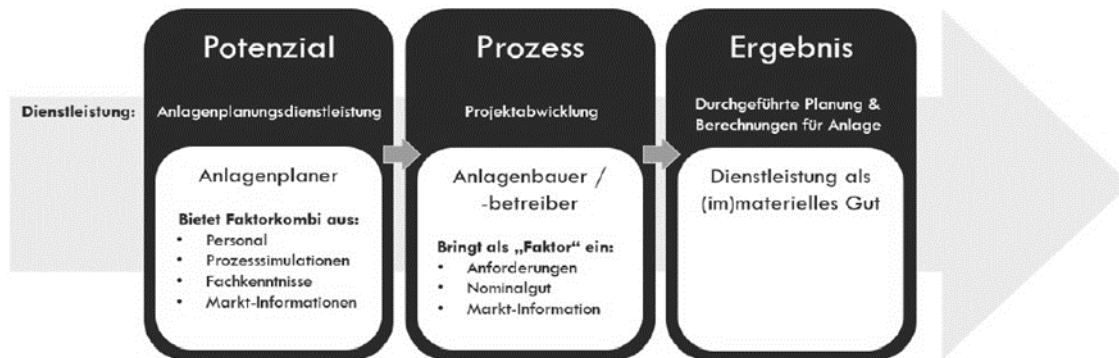 Potenzial
Prozess
Ergebnis
Dienstleistung:
Anlagenplanungsdienstleistung
Projektabwicklung
Durchgeführte Planung &
Berechnungen für Anlage
Anlagenplaner
Bietet Faktorkombi aus:
• Personal
• Prozesssimulationen
• Fachkenntnisse
• Markt-Informationen
Anlagenbauer /
-betreiber
Bringt als „Faktor“ ein:
• Anforderungen
• Nominalgut
• Markt-Information
Dienstleistung als
(im)materielles Gut